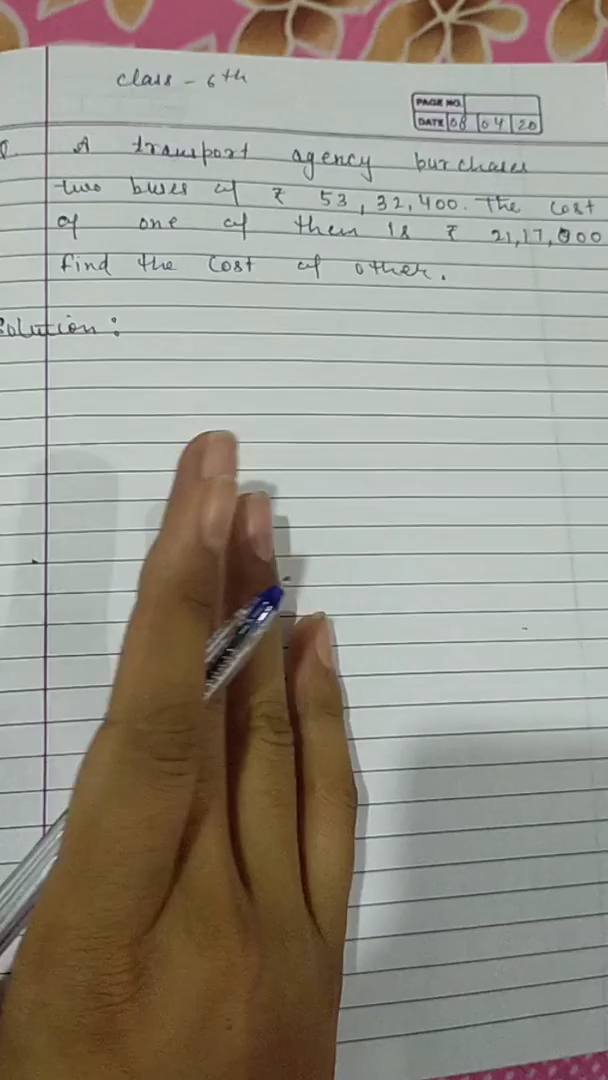 class - 6th
PAGE NO.
DATE 08 04 20
Q A transport agency purchases
two buses of ₹ 53,32,400. The cost
of one of them is ₹ 21,17,000
find the cost of other.
Solution: